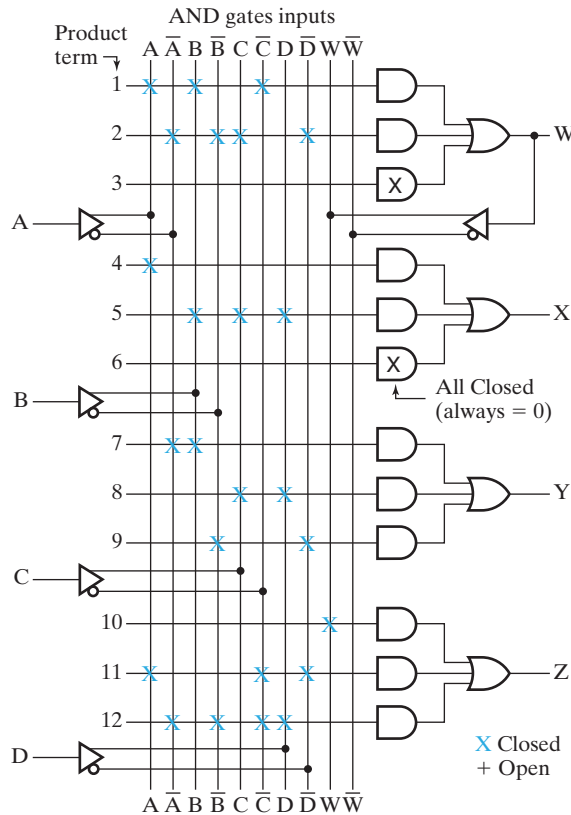 AND gates inputs
Product term
A A̅ B B̅ C C̅ D D̅ W W̅
1
2
W
3
X
A
4
5
X
6
X
B
All Closed
(always = 0)
7
8
Y
9
C
10
11
Z
12
D
X Closed
+ Open
A A̅ B B̅ C C̅ D D̅ W W̅